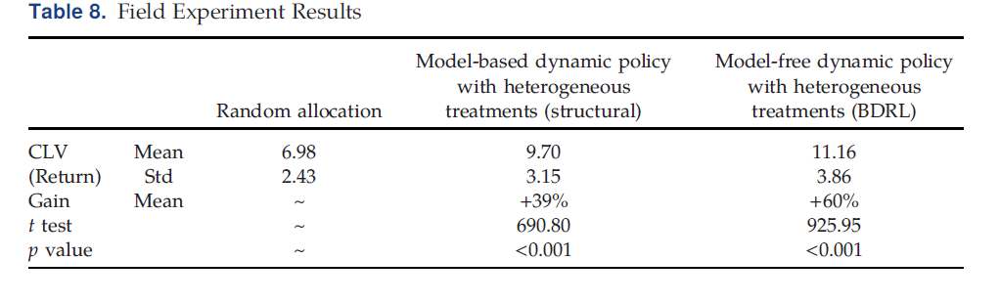 Table 8. Field Experiment Results
Model-based dynamic policy Model-free dynamic policy
with heterogeneous with heterogeneous
Random allocation treatments (structural) treatments (BDRL)
CLV Mean 6.98 9.70 11.16
(Return) Std 2.43 3.15 3.86
Gain Mean ~ +39% +60%
t test ~ 690.80 925.95
p value ~ <0.001 <0.001